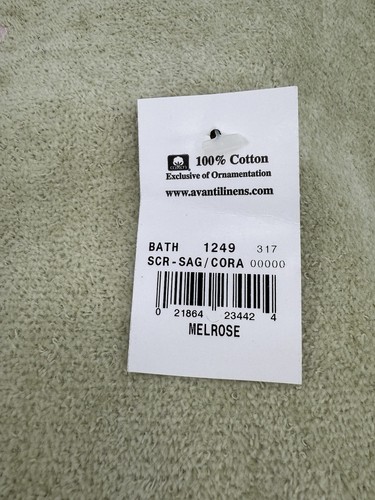 100% Cotton
Exclusive of Ornamentation
www.avantilinens.com
BATH 1249 317
SCR-SAG/CORA 00000
0 21864 23442 4
MELROSE